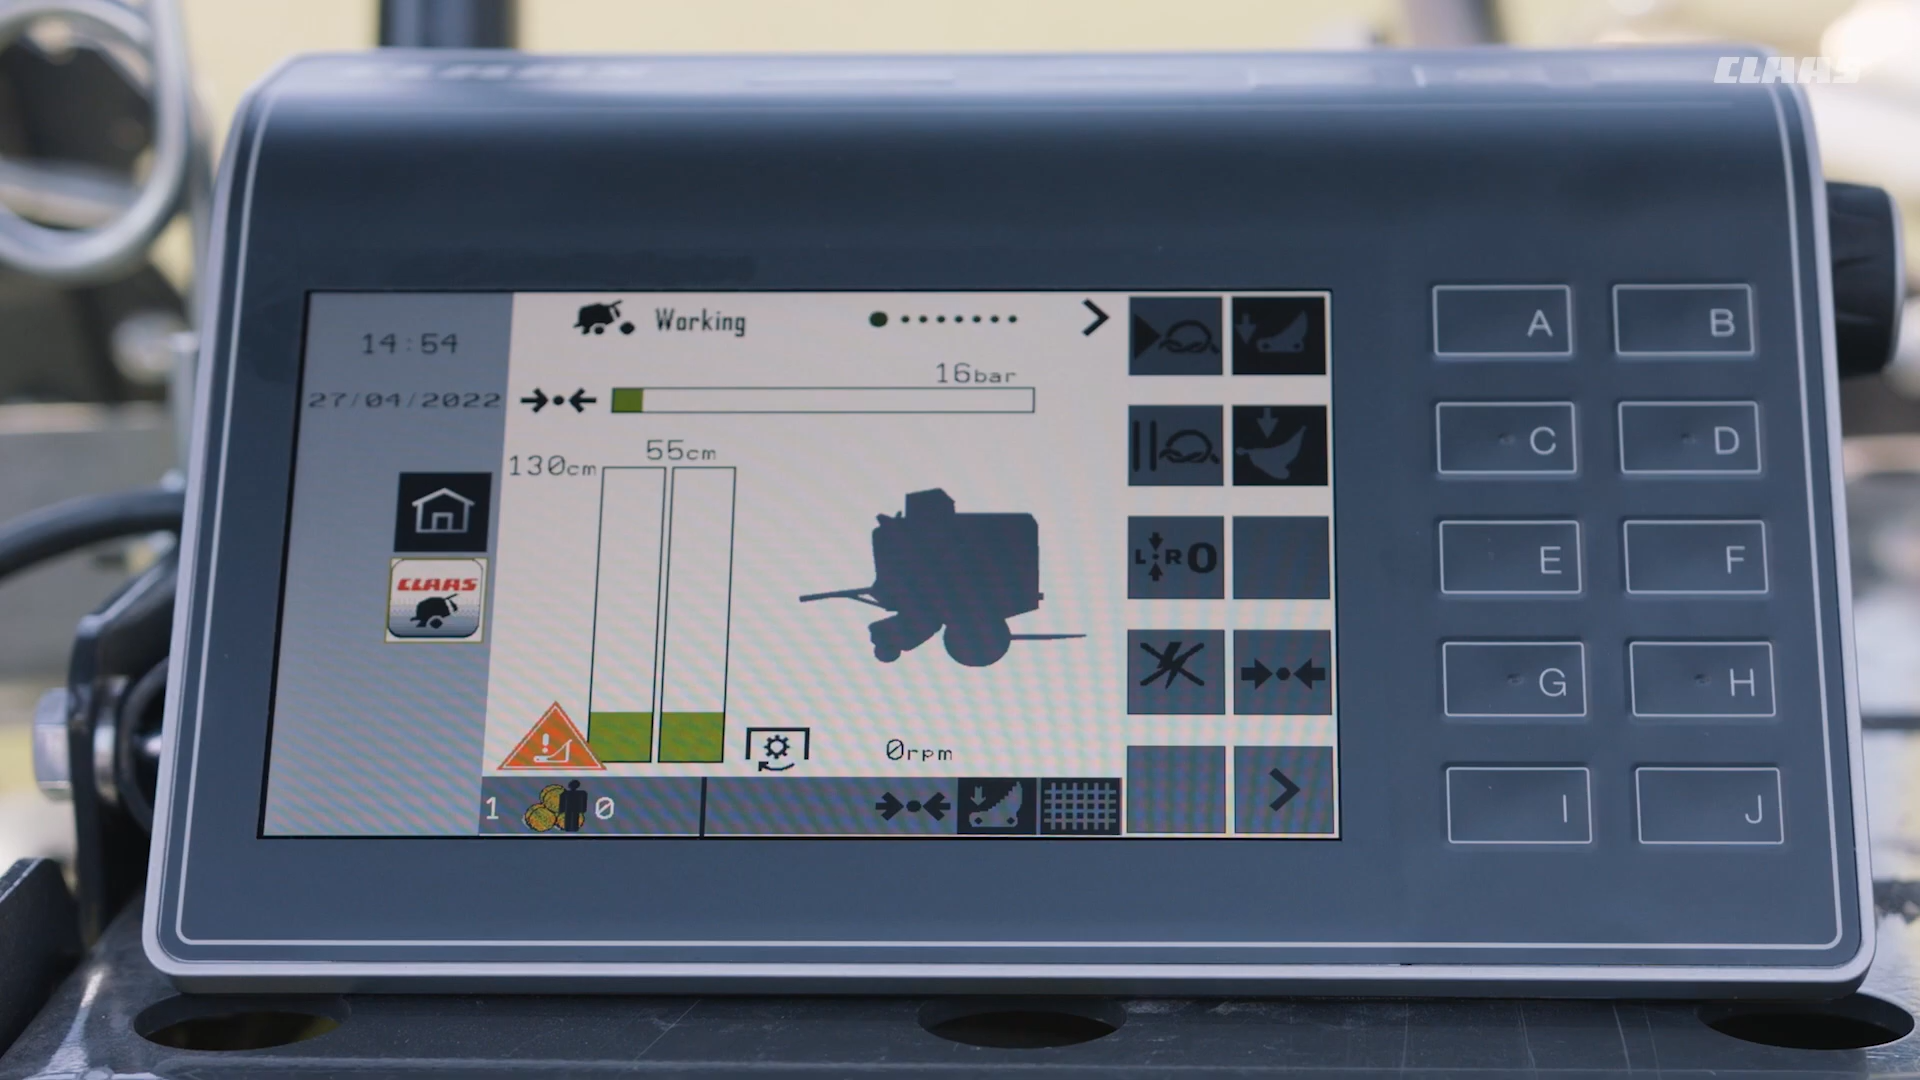 CLAAS
14:54
27/04/2022
Working
16bar
130cm
55cm
CLAAS
L R 0
0rpm
1
0
A
B
C
D
E
F
G
H
I
J